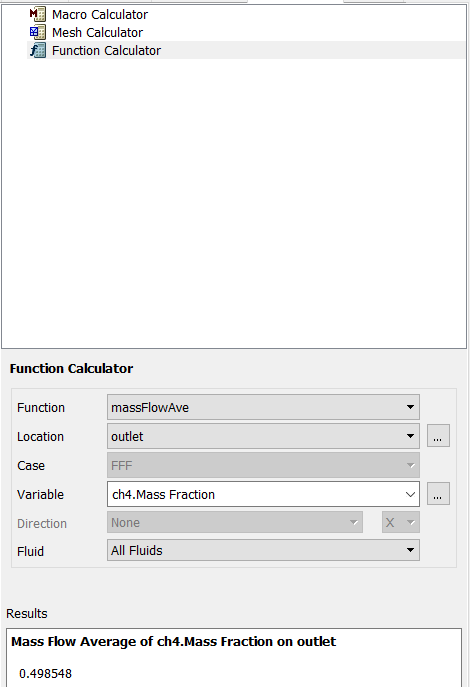 Macro Calculator
Mesh Calculator
Function Calculator
Function Calculator
Function massFlowAve
Location outlet ...
Case FFF
Variable ch4.Mass Fraction ...
Direction None X
Fluid All Fluids
Results
Mass Flow Average of ch4.Mass Fraction on outlet
0.498548